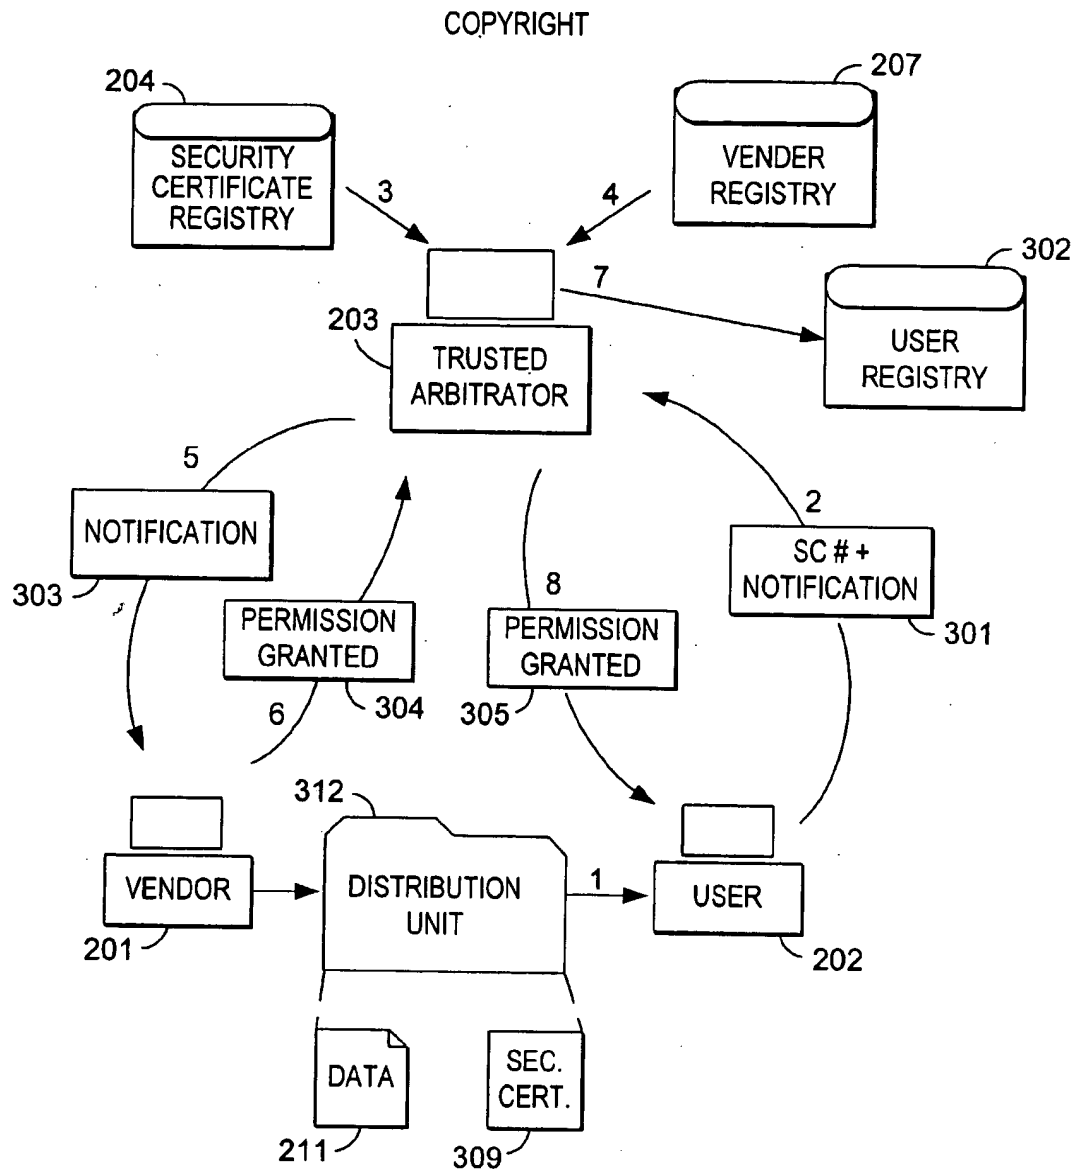 COPYRIGHT
204
207
SECURITY
CERTIFICATE
REGISTRY
VENDER
REGISTRY
3
4
302
7
USER
REGISTRY
203
TRUSTED
ARBITRATOR
5
2
NOTIFICATION
SC # +
NOTIFICATION
303
8
301
PERMISSION
GRANTED
PERMISSION
GRANTED
304
305
6
312
VENDOR
DISTRIBUTION
UNIT
1
USER
201
202
DATA
SEC.
CERT.
211
309